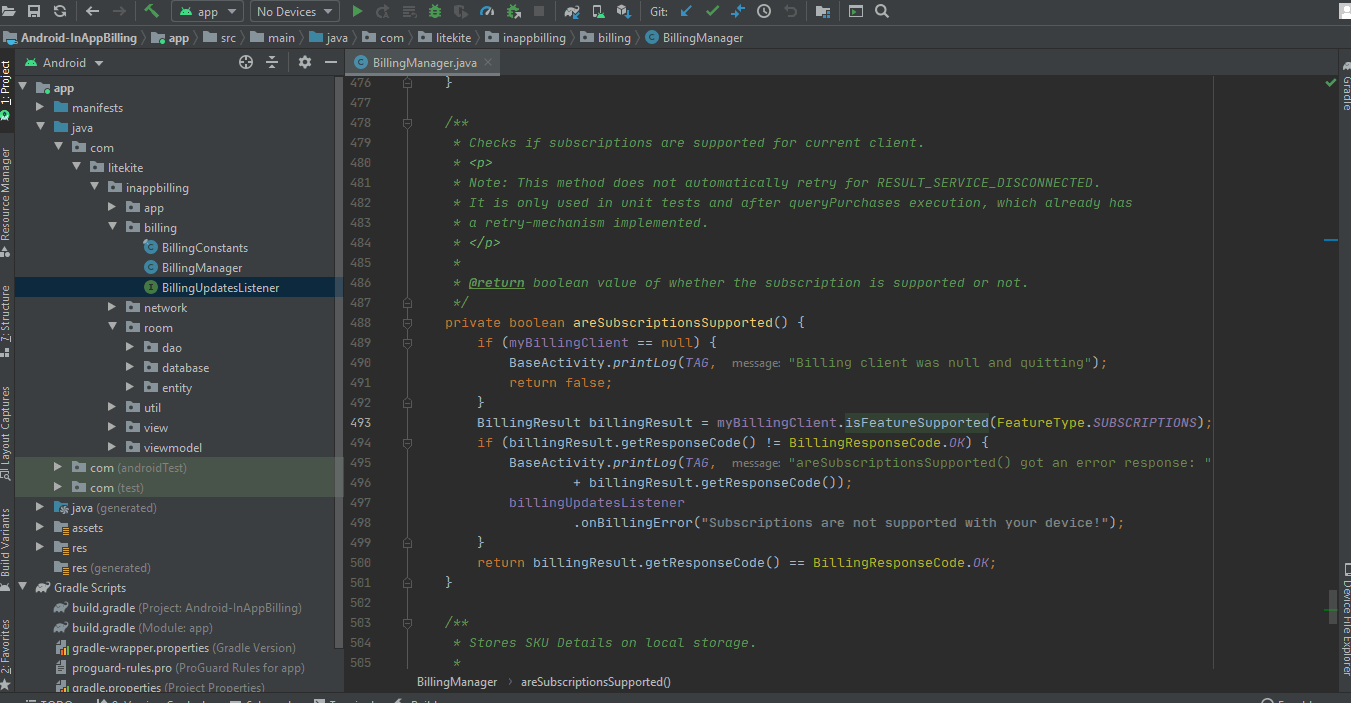 app
No Devices
Git:
Android-InAppBilling
app
src
main
java
com
litekite
inappbilling
billing
BillingManager
1: Project
Resource Manager
7: Structure
Layout Captures
Build Variants
2: Favorites
Android
app
manifests
java
com
litekite
inappbilling
app
billing
BillingConstants
BillingManager
BillingUpdatesListener
network
room
dao
database
entity
util
view
viewmodel
com (androidTest)
com (test)
java (generated)
assets
res
res (generated)
Gradle Scripts
build.gradle (Project: Android-InAppBilling)
build.gradle (Module: app)
gradle-wrapper.properties (Gradle Version)
proguard-rules.pro (ProGuard Rules for app)
gradle.properties (Project Properties)
BillingManager.java
476 }
477
478 /**
479 * Checks if subscriptions are supported for current client.
480 * <p>
481 * Note: This method does not automatically retry for RESULT_SERVICE_DISCONNECTED.
482 * It is only used in unit tests and after queryPurchases execution, which already has
483 * a retry-mechanism implemented.
484 * </p>
485 *
486 * @return boolean value of whether the subscription is supported or not.
487 */
488 private boolean areSubscriptionsSupported() {
489 if (myBillingClient == null) {
490 BaseActivity.printLog(TAG, message: "Billing client was null and quitting");
491 return false;
492 }
493 BillingResult billingResult = myBillingClient.isFeatureSupported(FeatureType.SUBSCRIPTIONS);
494 if (billingResult.getResponseCode() != BillingResponseCode.OK) {
495 BaseActivity.printLog(TAG, message: "areSubscriptionsSupported() got an error response: "
496 + billingResult.getResponseCode());
497 billingUpdatesListener
498 .onBillingError("Subscriptions are not supported with your device!");
499 }
500 return billingResult.getResponseCode() == BillingResponseCode.OK;
501 }
502
503 /**
504 * Stores SKU Details on local storage.
505 *
BillingManager
areSubscriptionsSupported()
Gradle
Device File Explorer